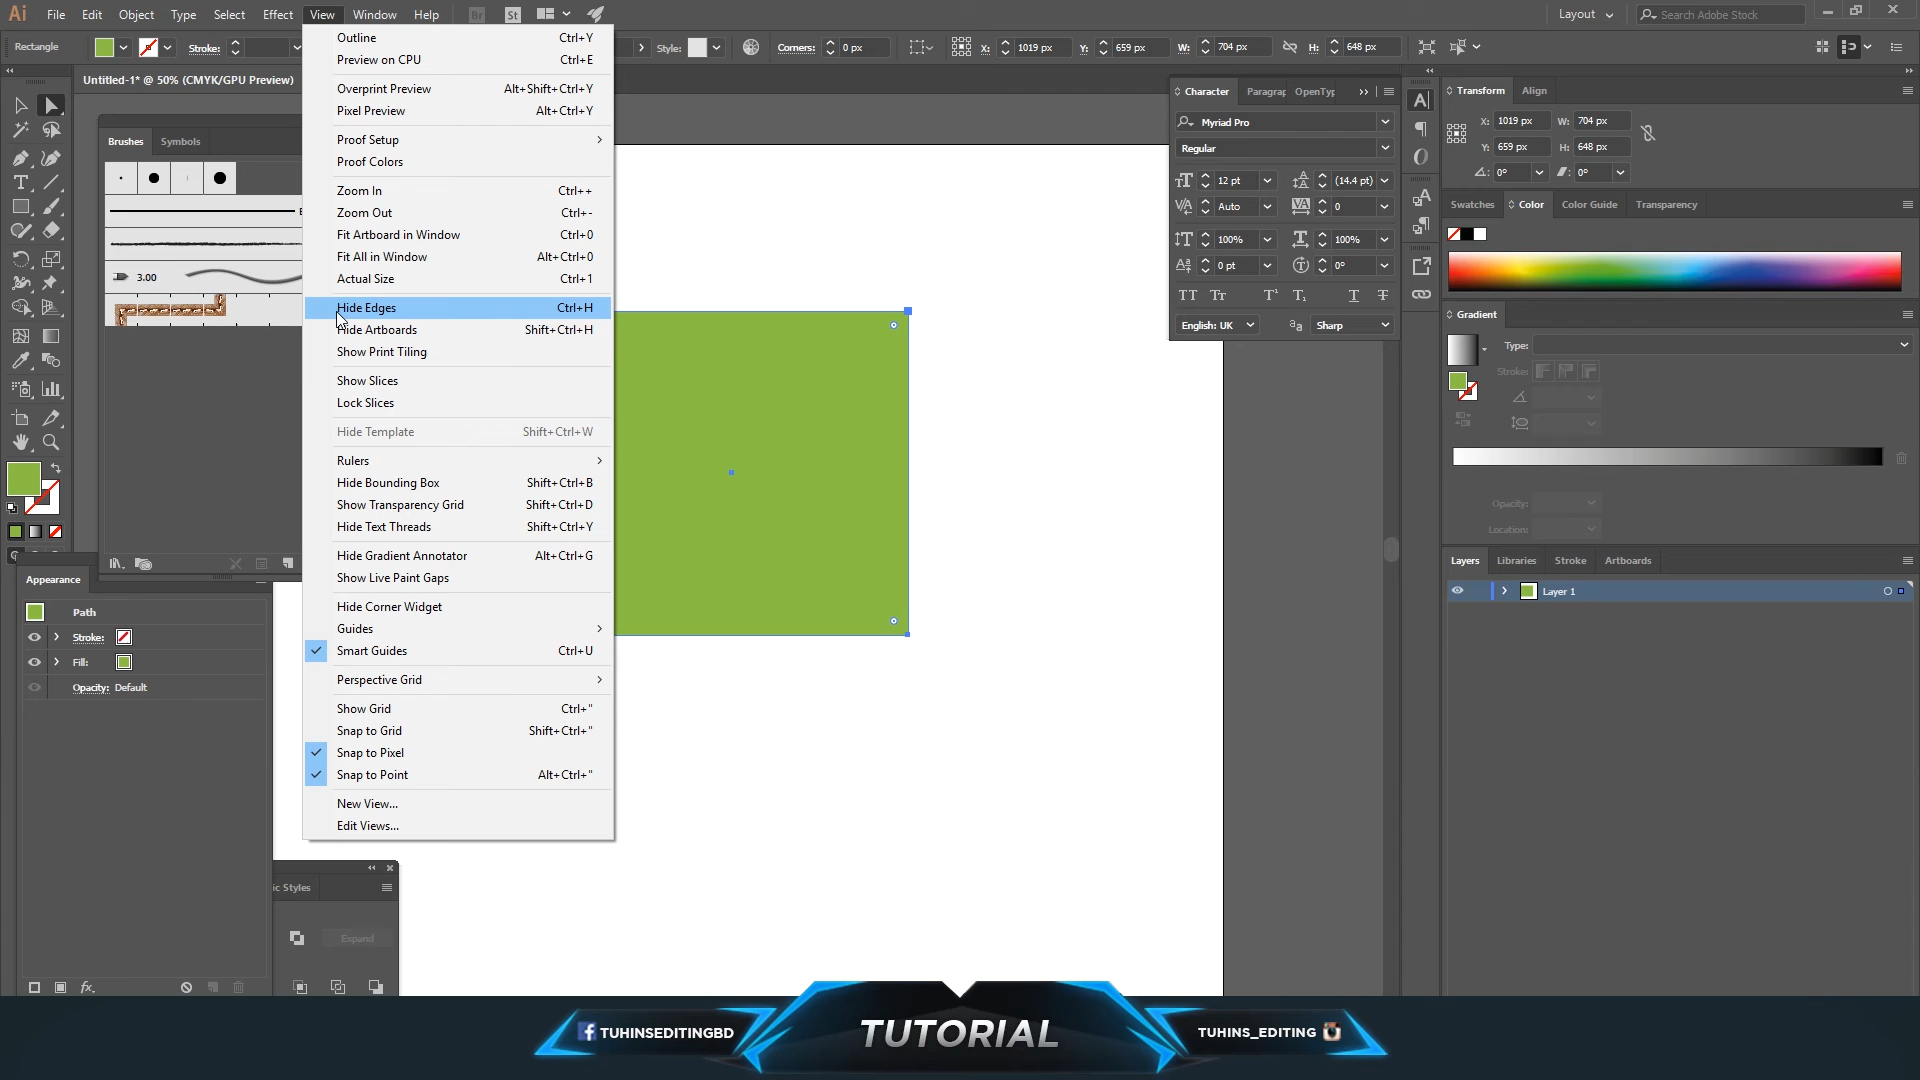 Ai File Edit Object Type Select Effect View Window Help Br St Layout Search Adobe Stock
Rectangle Stroke: Style: Corners: 0 px X: 1019 px Y: 659 px W: 704 px H: 648 px
Untitled-1* @ 50% (CMYK/GPU Preview)
Brushes Symbols
3.00
Outline Ctrl+Y
Preview on CPU Ctrl+E
Overprint Preview Alt+Shift+Ctrl+Y
Pixel Preview Alt+Ctrl+Y
Proof Setup
Proof Colors
Zoom In Ctrl++
Zoom Out Ctrl+-
Fit Artboard in Window Ctrl+0
Fit All in Window Alt+Ctrl+0
Actual Size Ctrl+1
Hide Edges Ctrl+H
Hide Artboards Shift+Ctrl+H
Show Print Tiling
Show Slices
Lock Slices
Hide Template Shift+Ctrl+W
Rulers
Hide Bounding Box Shift+Ctrl+B
Show Transparency Grid Shift+Ctrl+D
Hide Text Threads Shift+Ctrl+Y
Hide Gradient Annotator Alt+Ctrl+G
Show Live Paint Gaps
Hide Corner Widget
Guides
Smart Guides Ctrl+U
Perspective Grid
Show Grid Ctrl+"
Snap to Grid Shift+Ctrl+"
Snap to Pixel
Snap to Point Alt+Ctrl+"
New View...
Edit Views...
Appearance
Path
Stroke:
Fill:
Opacity: Default
fx
ic Styles
Expand
Character Paragrap OpenTyp
Myriad Pro
Regular
12 pt (14.4 pt)
Auto 0
100% 100%
0 pt 0°
English: UK Sharp
Transform Align
X: 1019 px W: 704 px
Y: 659 px H: 648 px
0° 0°
Swatches Color Color Guide Transparency
Gradient
Type:
Stroke:
Opacity:
Location:
Layers Libraries Stroke Artboards
Layer 1
TUHINSEDITINGBD
TUTORIAL
TUHINS_EDITING